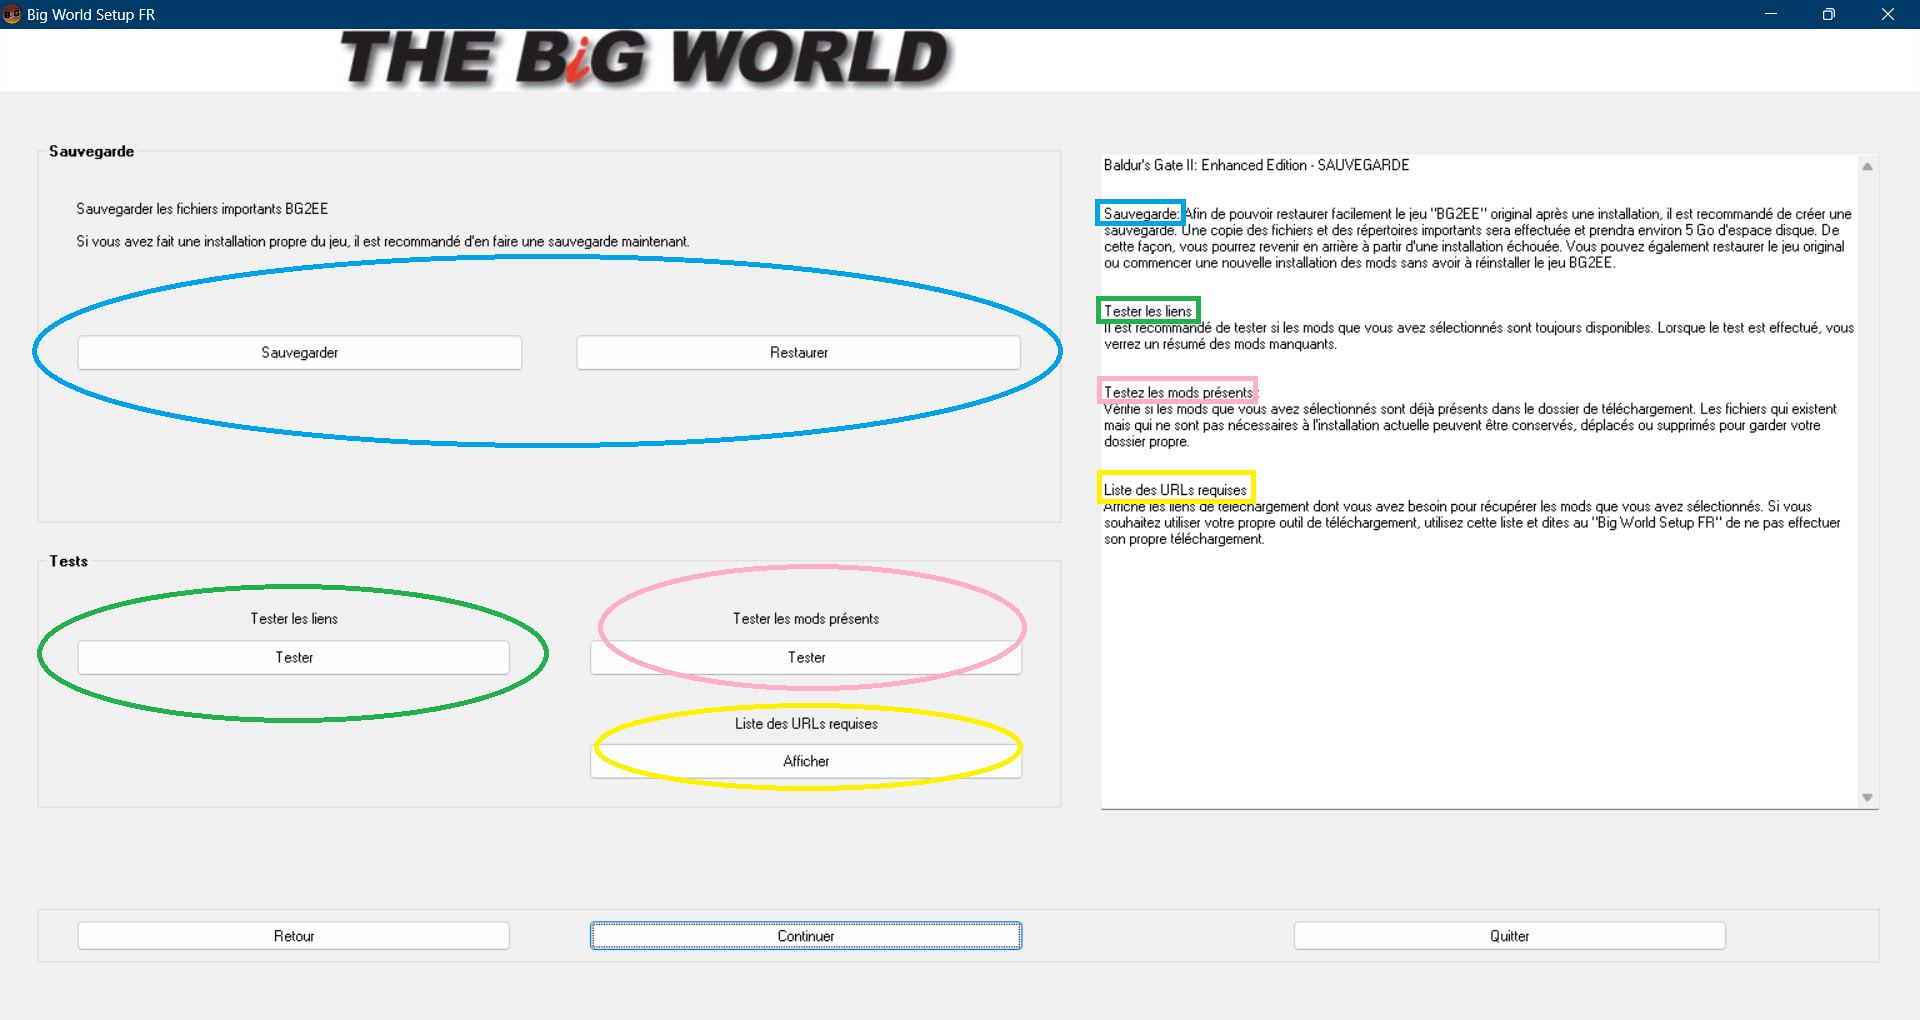 Big World Setup FR
THE BiG WORLD
Sauvegarde
Sauvegarder les fichiers importants BG2EE
Si vous avez fait une installation propre du jeu, il est recommandé d'en faire une sauvegarde maintenant.
Sauvegarder
Restaurer
Tests
Tester les liens
Tester
Tester les mods présents
Tester
Liste des URLs requises
Afficher
Baldur's Gate II: Enhanced Edition - SAUVEGARDE
Sauvegarde: Afin de pouvoir restaurer facilement le jeu "BG2EE" original après une installation, il est recommandé de créer une
sauvegarde. Une copie des fichiers et des répertoires importants sera effectuée et prendra environ 5 Go d'espace disque. De
cette façon, vous pourrez revenir en arrière à partir d'une installation échouée. Vous pouvez également restaurer le jeu original
ou commencer une nouvelle installation des mods sans avoir à réinstaller le jeu BG2EE.
Tester les liens
Il est recommandé de tester si les mods que vous avez sélectionnés sont toujours disponibles. Lorsque le test est effectué, vous
verrez un résumé des mods manquants.
Testez les mods présents:
Vérifie si les mods que vous avez sélectionnés sont déjà présents dans le dossier de téléchargement. Les fichiers qui existent
mais qui ne sont pas nécessaires à l'installation actuelle peuvent être conservés, déplacés ou supprimés pour garder votre
dossier propre.
Liste des URLs requises
Affiche les liens de téléchargement dont vous avez besoin pour récupérer les mods que vous avez sélectionnés. Si vous
souhaitez utiliser votre propre outil de téléchargement, utilisez cette liste et dites au "Big World Setup FR" de ne pas effectuer
son propre téléchargement.
Retour
Continuer
Quitter